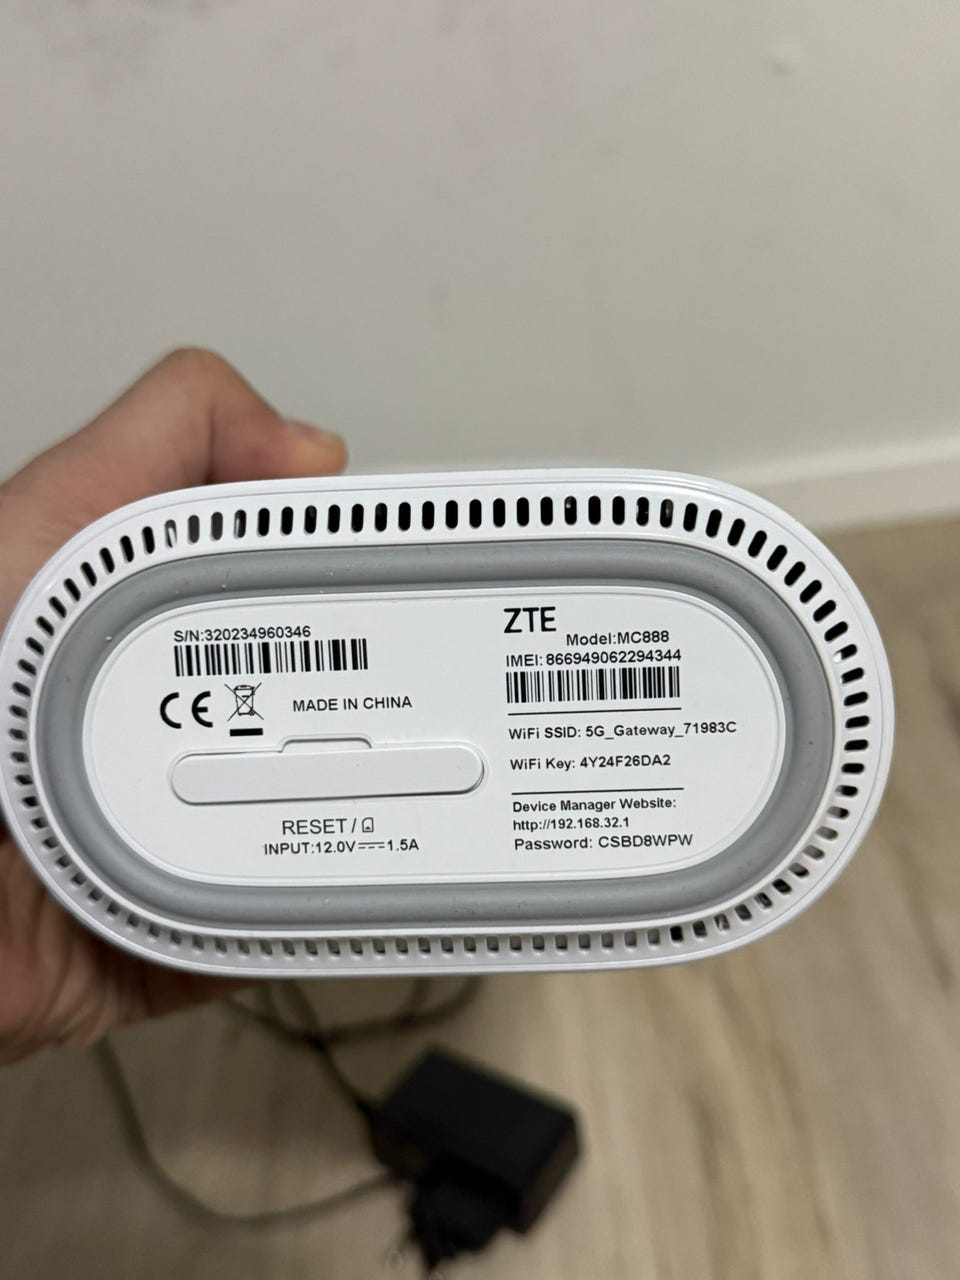 S/N:320234960346
MADE IN CHINA
RESET /
INPUT:12.0V⎓1.5A
ZTE
Model:MC888
IMEI: 866949062294344
WiFi SSID: 5G_Gateway_71983C
WiFi Key: 4Y24F26DA2
Device Manager Website:
http://192.168.32.1
Password: CSBD8WPW